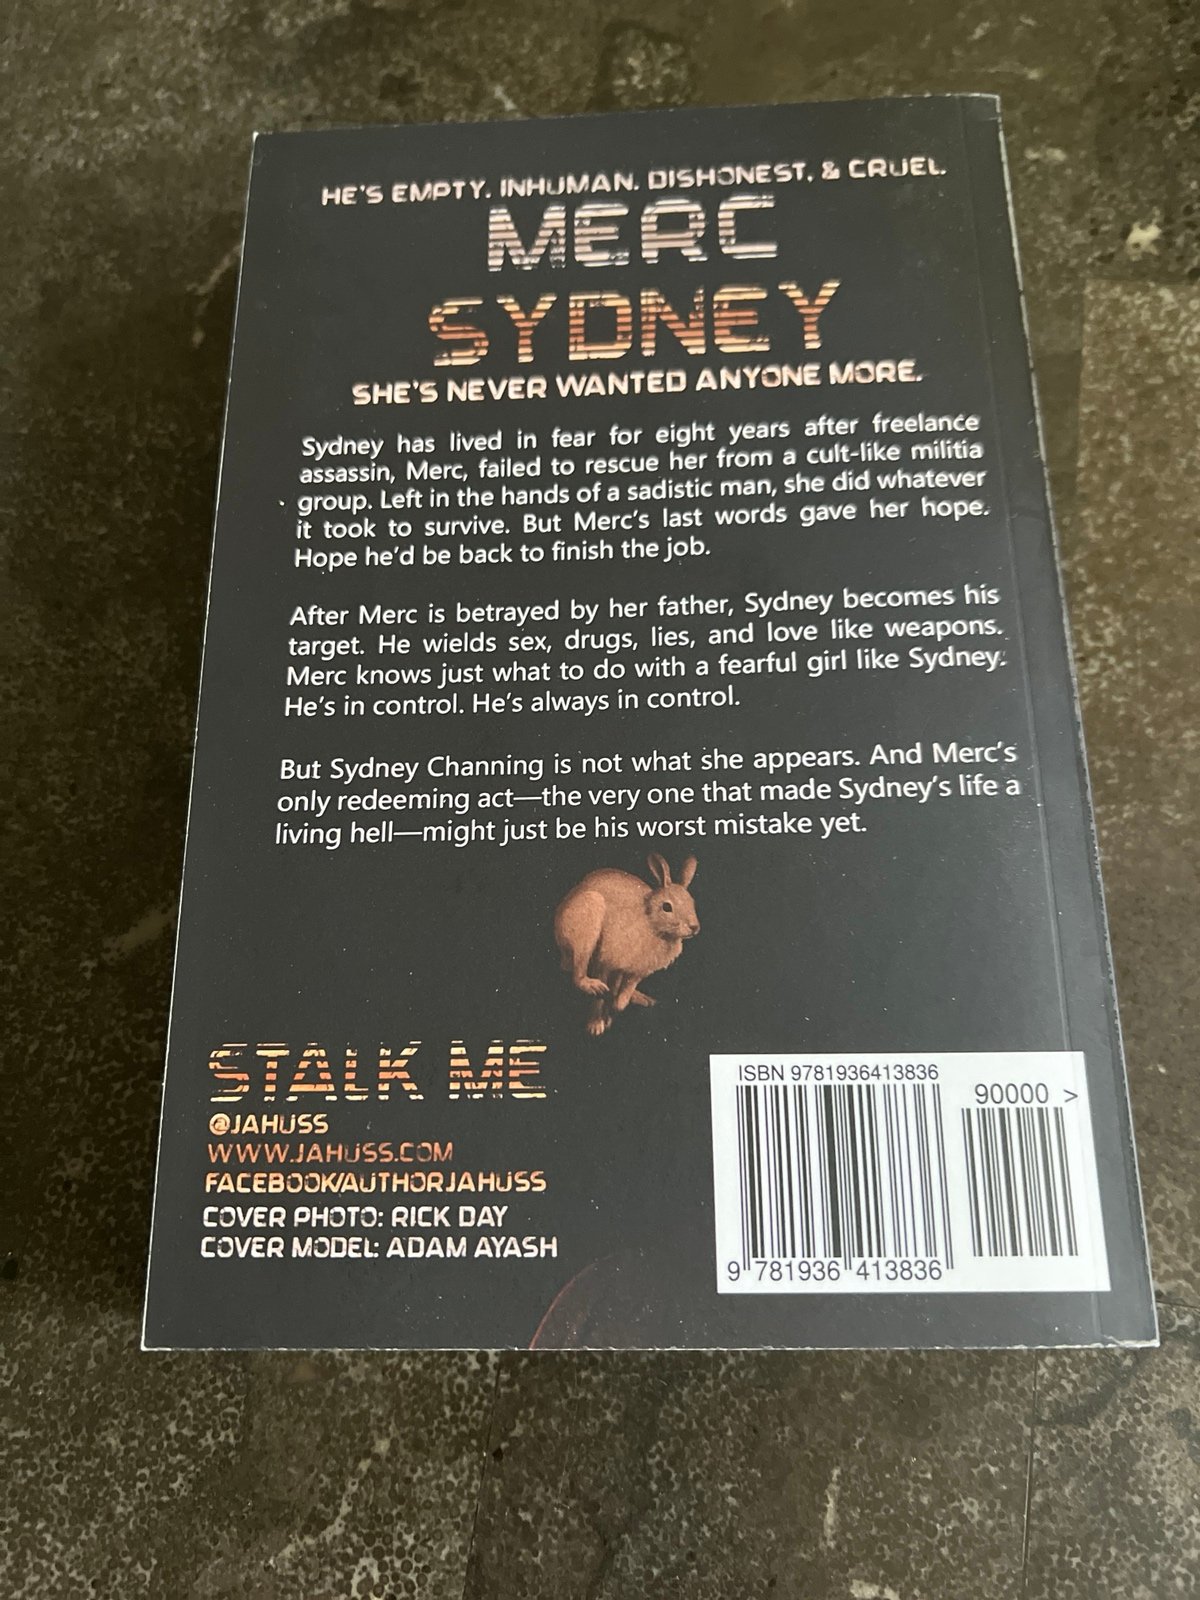 HE'S EMPTY. INHUMAN. DISHONEST, & CRUEL.
MERC
SYDNEY
SHE'S NEVER WANTED ANYONE MORE.
Sydney has lived in fear for eight years after freelance
assassin, Merc, failed to rescue her from a cult-like militia
group. Left in the hands of a sadistic man, she did whatever
it took to survive. But Merc's last words gave her hope.
Hope he'd be back to finish the job.
After Merc is betrayed by her father, Sydney becomes his
target. He wields sex, drugs, lies, and love like weapons.
Merc knows just what to do with a fearful girl like Sydney.
He's in control. He's always in control.
But Sydney Channing is not what she appears. And Merc's
only redeeming act—the very one that made Sydney's life a
living hell—might just be his worst mistake yet.
STALK ME
@JAHUSS
WWW.JAHUSS.COM
FACEBOOK/AUTHORJAHUSS
COVER PHOTO: RICK DAY
COVER MODEL: ADAM AYASH
ISBN 9781936413836
90000 >
9 781936 413836